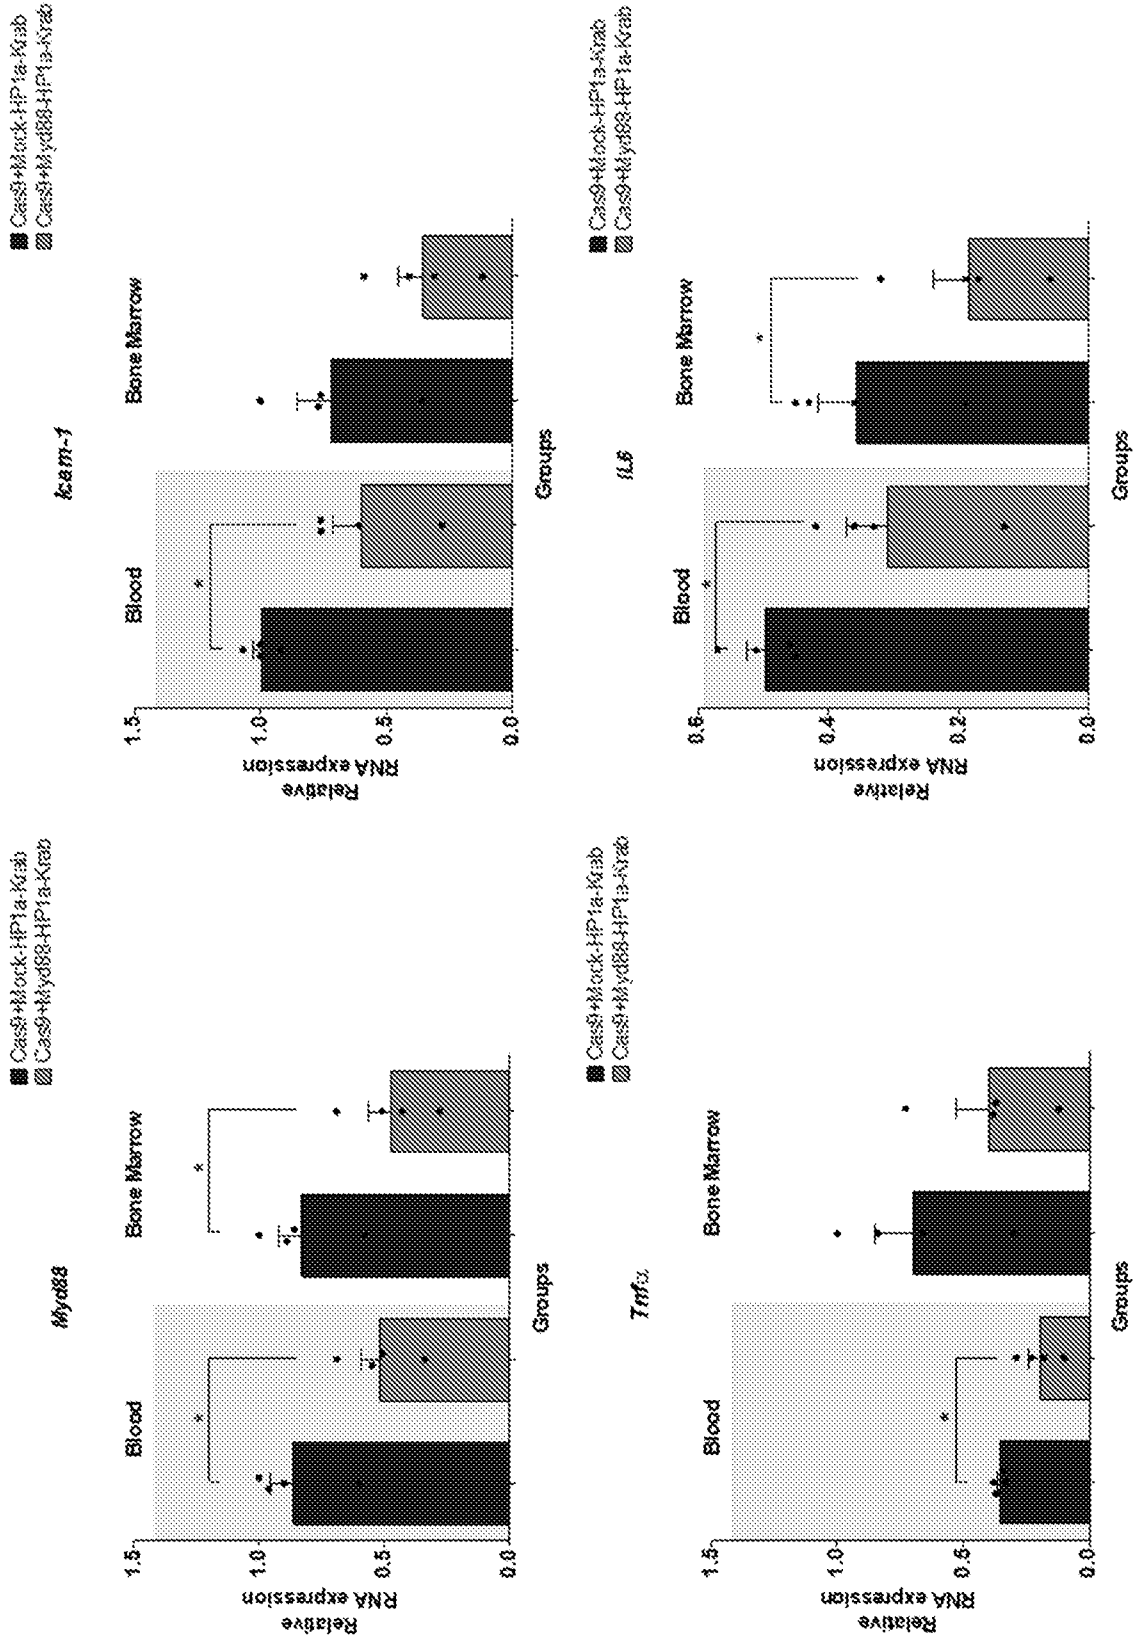 Myd88
Cas9+Mock-HP1a-Krab
Cas9+Myd88-HP1a-Krab
Blood
Bone Marrow
*
*
1.5
1.0
0.5
0.0
Relative
RNA expression
Groups
Icam-1
Cas9+Mock-HP1a-Krab
Cas9+Myd88-HP1a-Krab
Blood
Bone Marrow
*
1.5
1.0
0.5
0.0
Relative
RNA expression
Groups
Tnfα
Cas9+Mock-HP1a-Krab
Cas9+Myd88-HP1a-Krab
Blood
Bone Marrow
*
1.5
1.0
0.5
0.0
Relative
RNA expression
Groups
IL6
Cas9+Mock-HP1a-Krab
Cas9+Myd88-HP1a-Krab
Blood
Bone Marrow
*
*
0.6
0.4
0.2
0.0
Relative
RNA expression
Groups